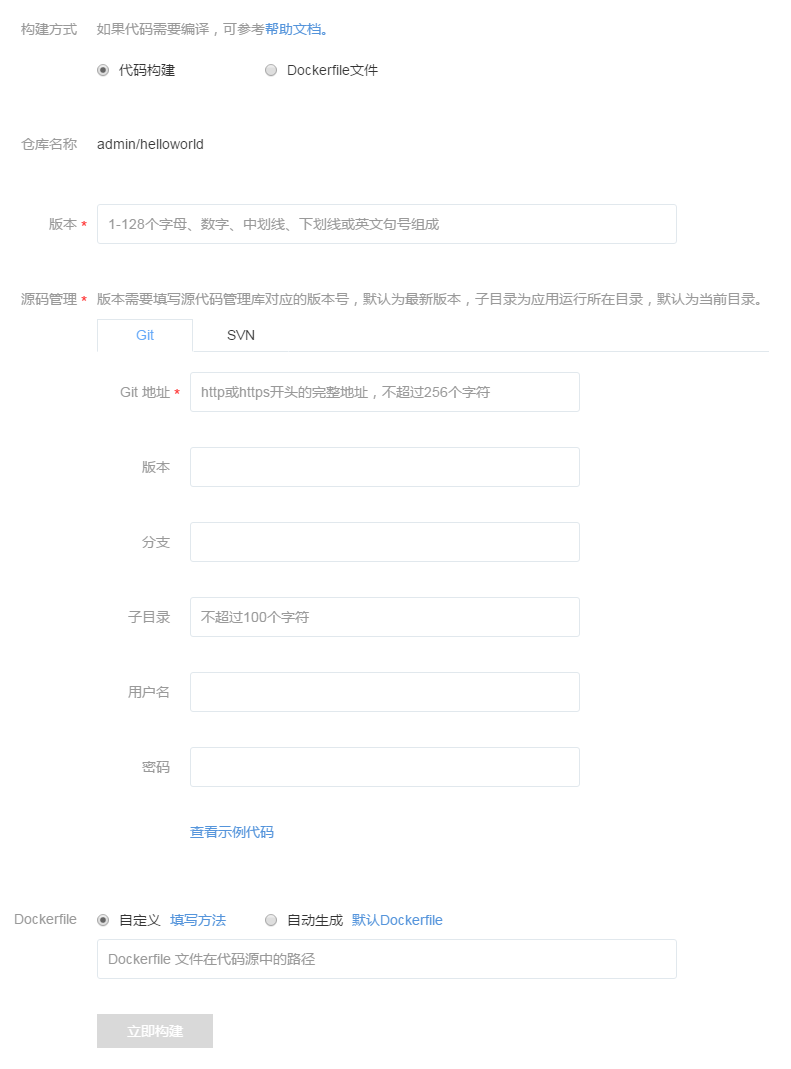 构建方式 如果代码需要编译，可参考帮助文档。
代码构建 Dockerfile文件
仓库名称 admin/helloworld
版本 * 1-128个字母、数字、中划线、下划线或英文句号组成
源码管理 * 版本需要填写源代码管理库对应的版本号，默认为最新版本，子目录为应用运行所在目录，默认为当前目录。
Git SVN
Git 地址 * http或https开头的完整地址，不超过256个字符
版本
分支
子目录 不超过100个字符
用户名
密码
查看示例代码
Dockerfile 自定义 填写方法 自动生成 默认Dockerfile
Dockerfile 文件在代码源中的路径
立即构建